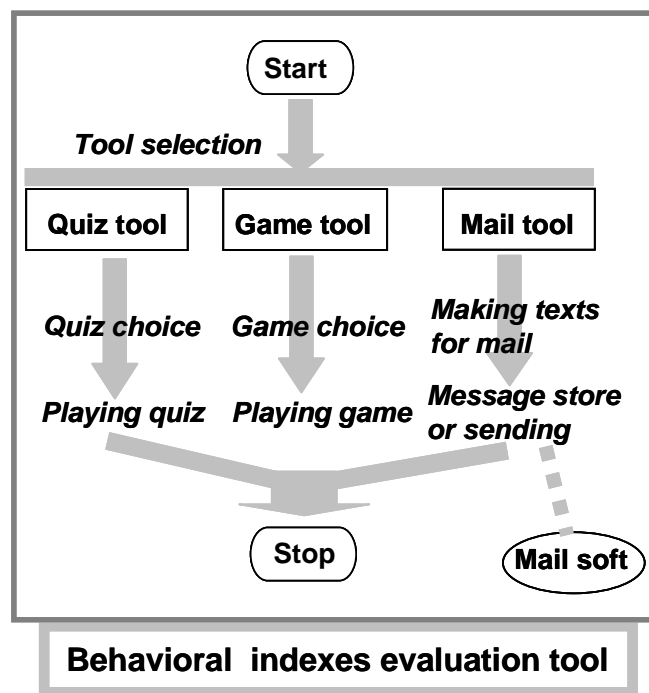 Start
Tool selection
Quiz tool
Game tool
Mail tool
Quiz choice
Game choice
Making texts
for mail
Playing quiz
Playing game
Message store
or sending
Stop
Mail soft
Behavioral indexes evaluation tool